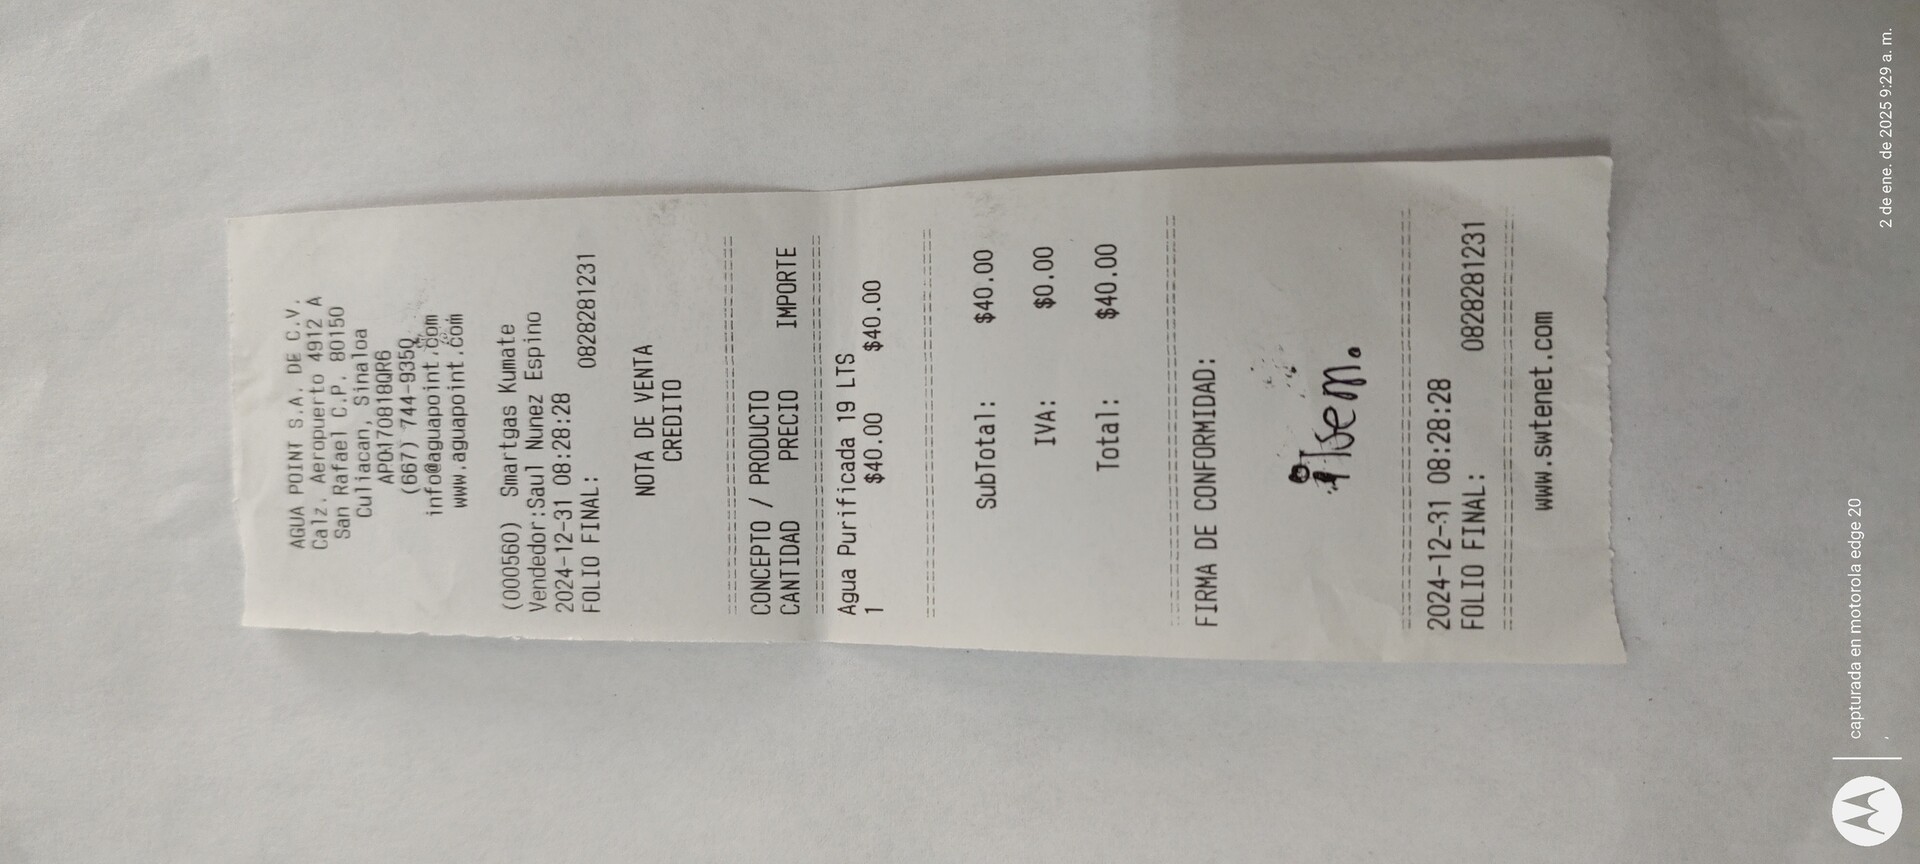 AGUA POINT S.A. DE C.V.
Calz. Aeropuerto 4912 A
San Rafael C.P. 80150
Culiacan, Sinaloa
APO170818QR6
(667) 744-9350
info@aguapoint.com
www.aguapoint.com
(000560) Smartgas Kumate
Vendedor:Saul Nunez Espino
2024-12-31 08:28:28
FOLIO FINAL: 0828281231
NOTA DE VENTA
CREDITO
CONCEPTO / PRODUCTO
CANTIDAD PRECIO IMPORTE
Agua Purificada 19 LTS
1 $40.00 $40.00
SubTotal: $40.00
IVA: $0.00
Total: $40.00
FIRMA DE CONFORMIDAD:
2024-12-31 08:28:28
FOLIO FINAL: 0828281231
www.swtenet.com
capturada en motorola edge 20
2 de ene. de 2025 9:29 a. m.